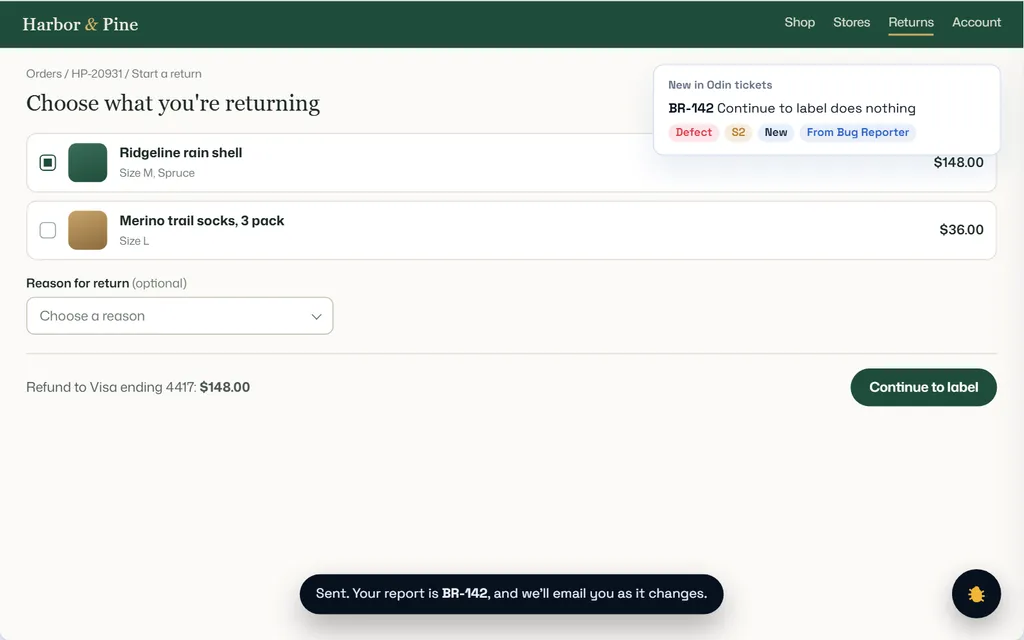 Harbor & Pine
Shop Stores Returns Account
Orders / HP-20931 / Start a return
Choose what you're returning
New in Odin tickets
BR-142 Continue to label does nothing
Defect S2 New From Bug Reporter
Ridgeline rain shell
Size M, Spruce
$148.00
Merino trail socks, 3 pack
Size L
$36.00
Reason for return (optional)
Choose a reason
Refund to Visa ending 4417: $148.00
Continue to label
Sent. Your report is BR-142, and we'll email you as it changes.